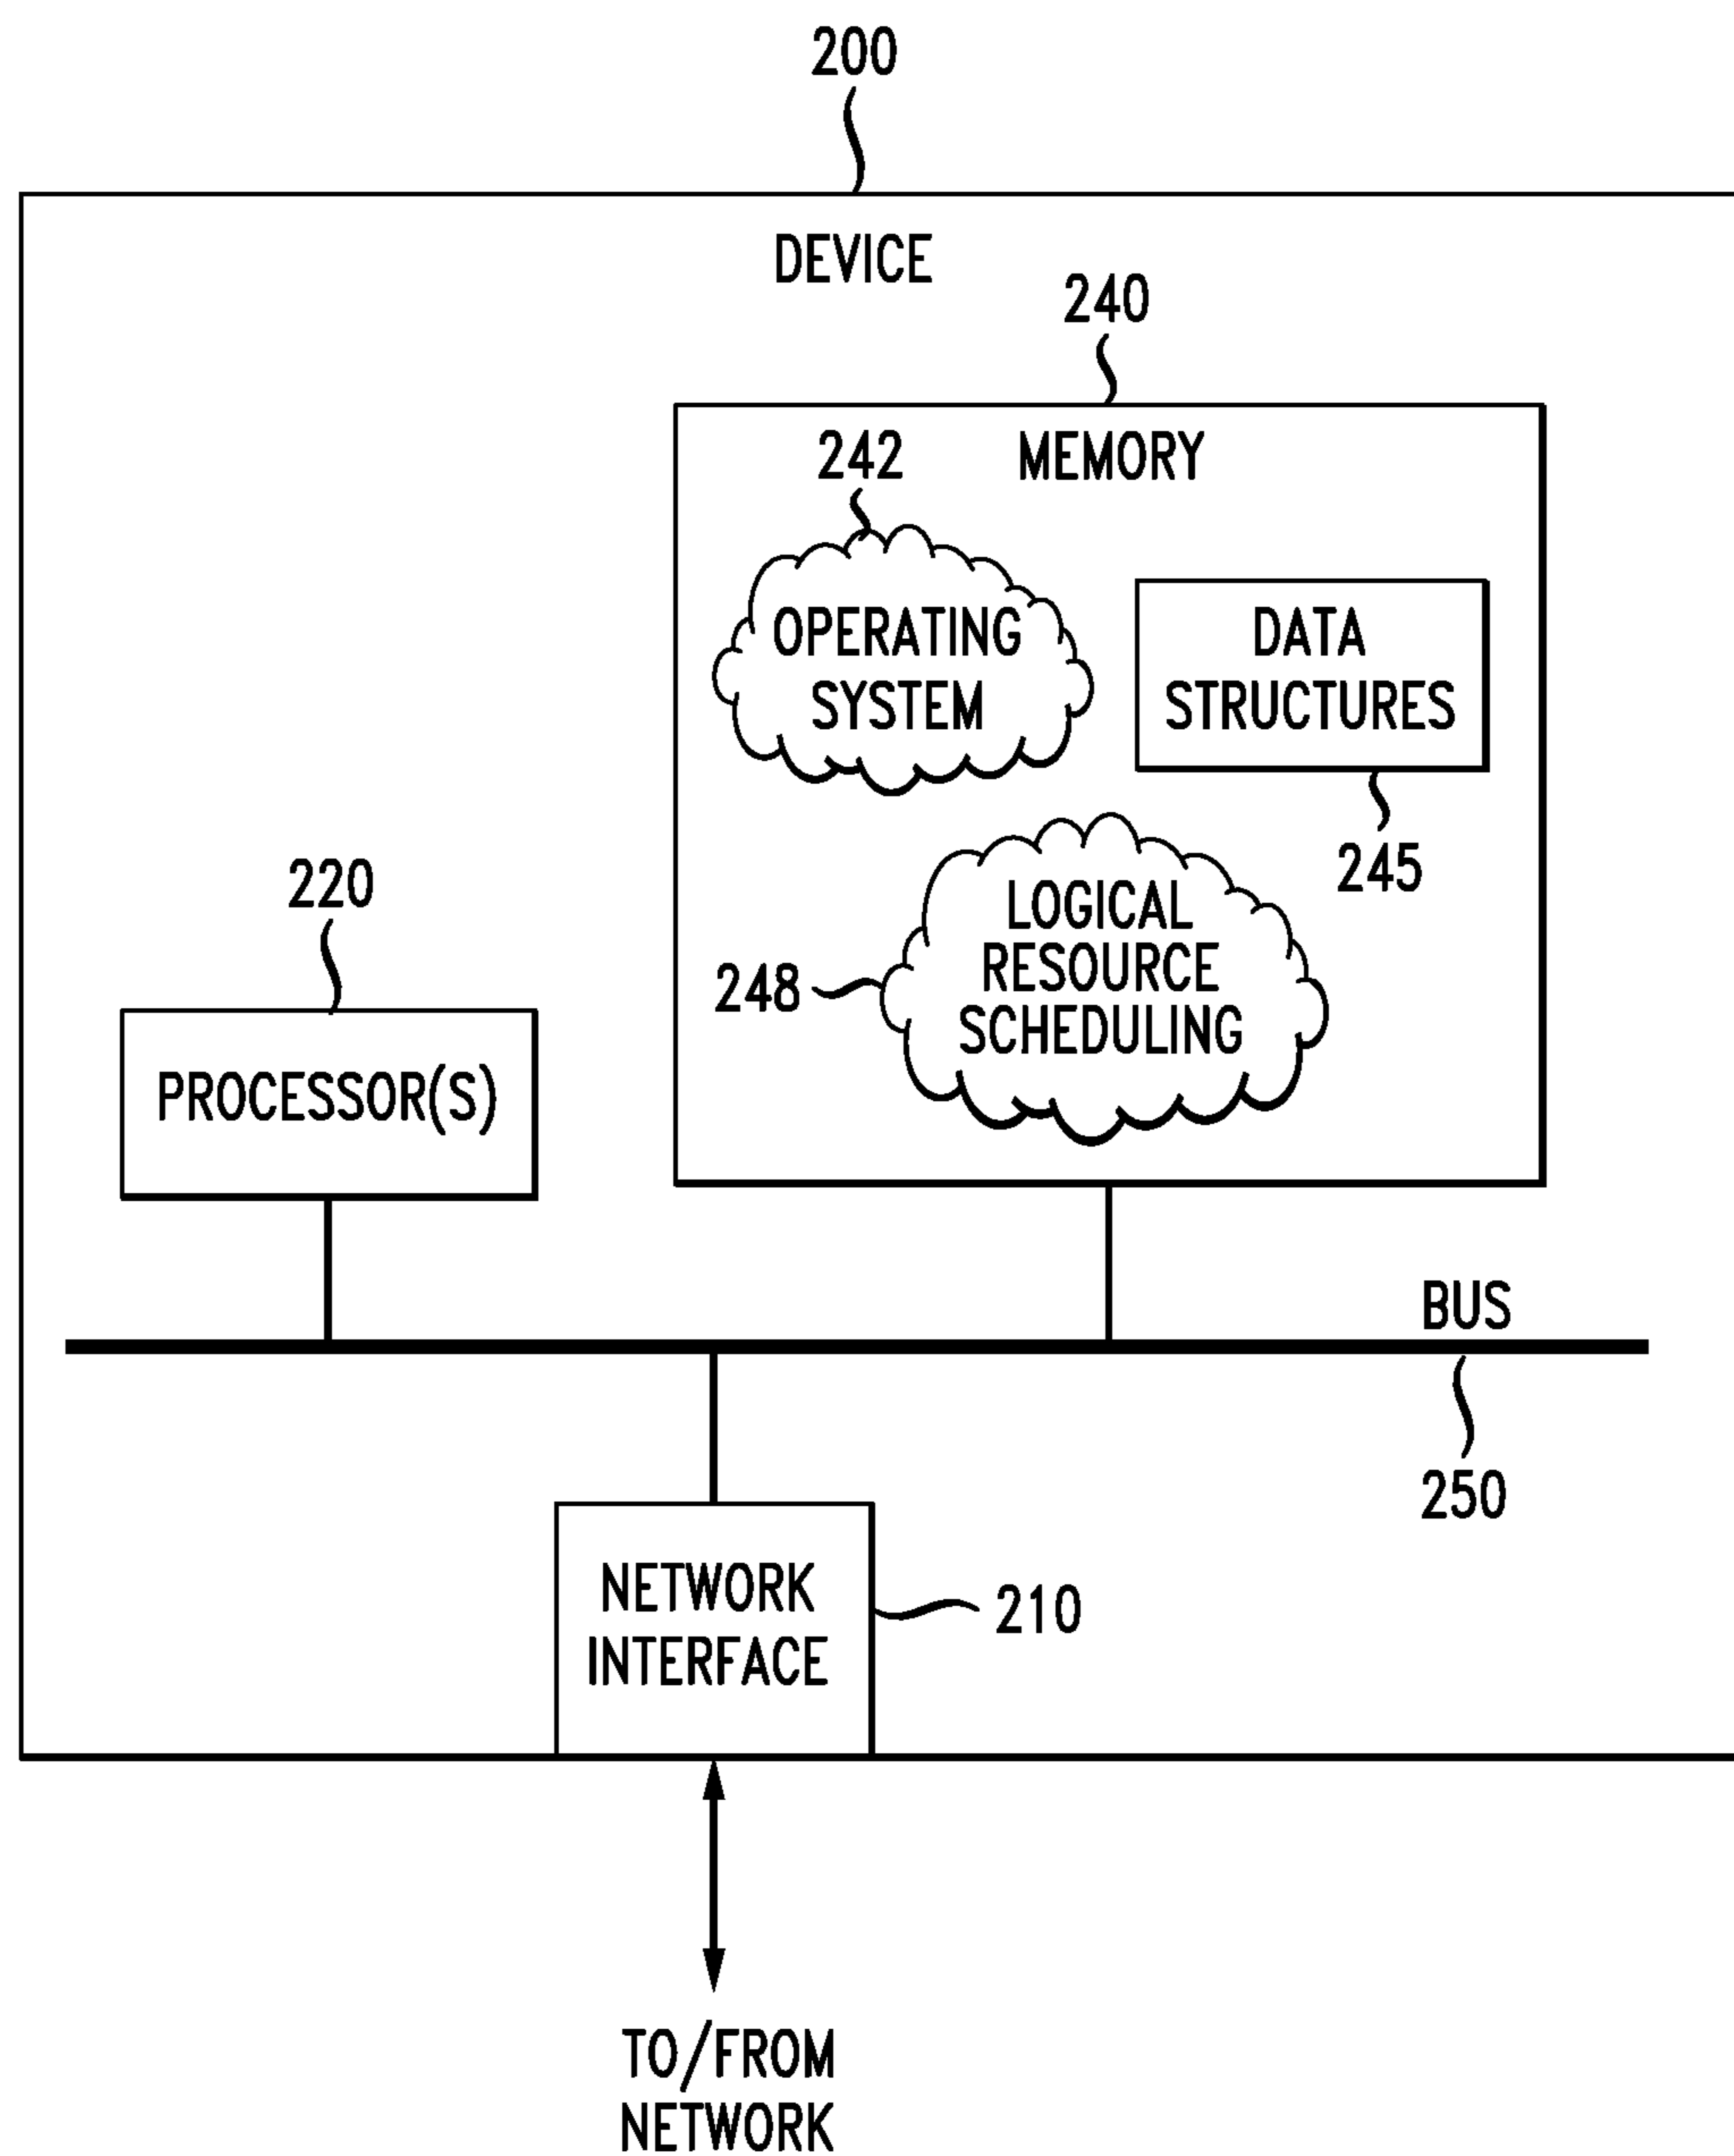 200
DEVICE
240
MEMORY
242
OPERATING
SYSTEM
DATA
STRUCTURES
245
LOGICAL
RESOURCE
SCHEDULING
248
220
PROCESSOR(S)
BUS
250
NETWORK
INTERFACE
210
TO/FROM
NETWORK